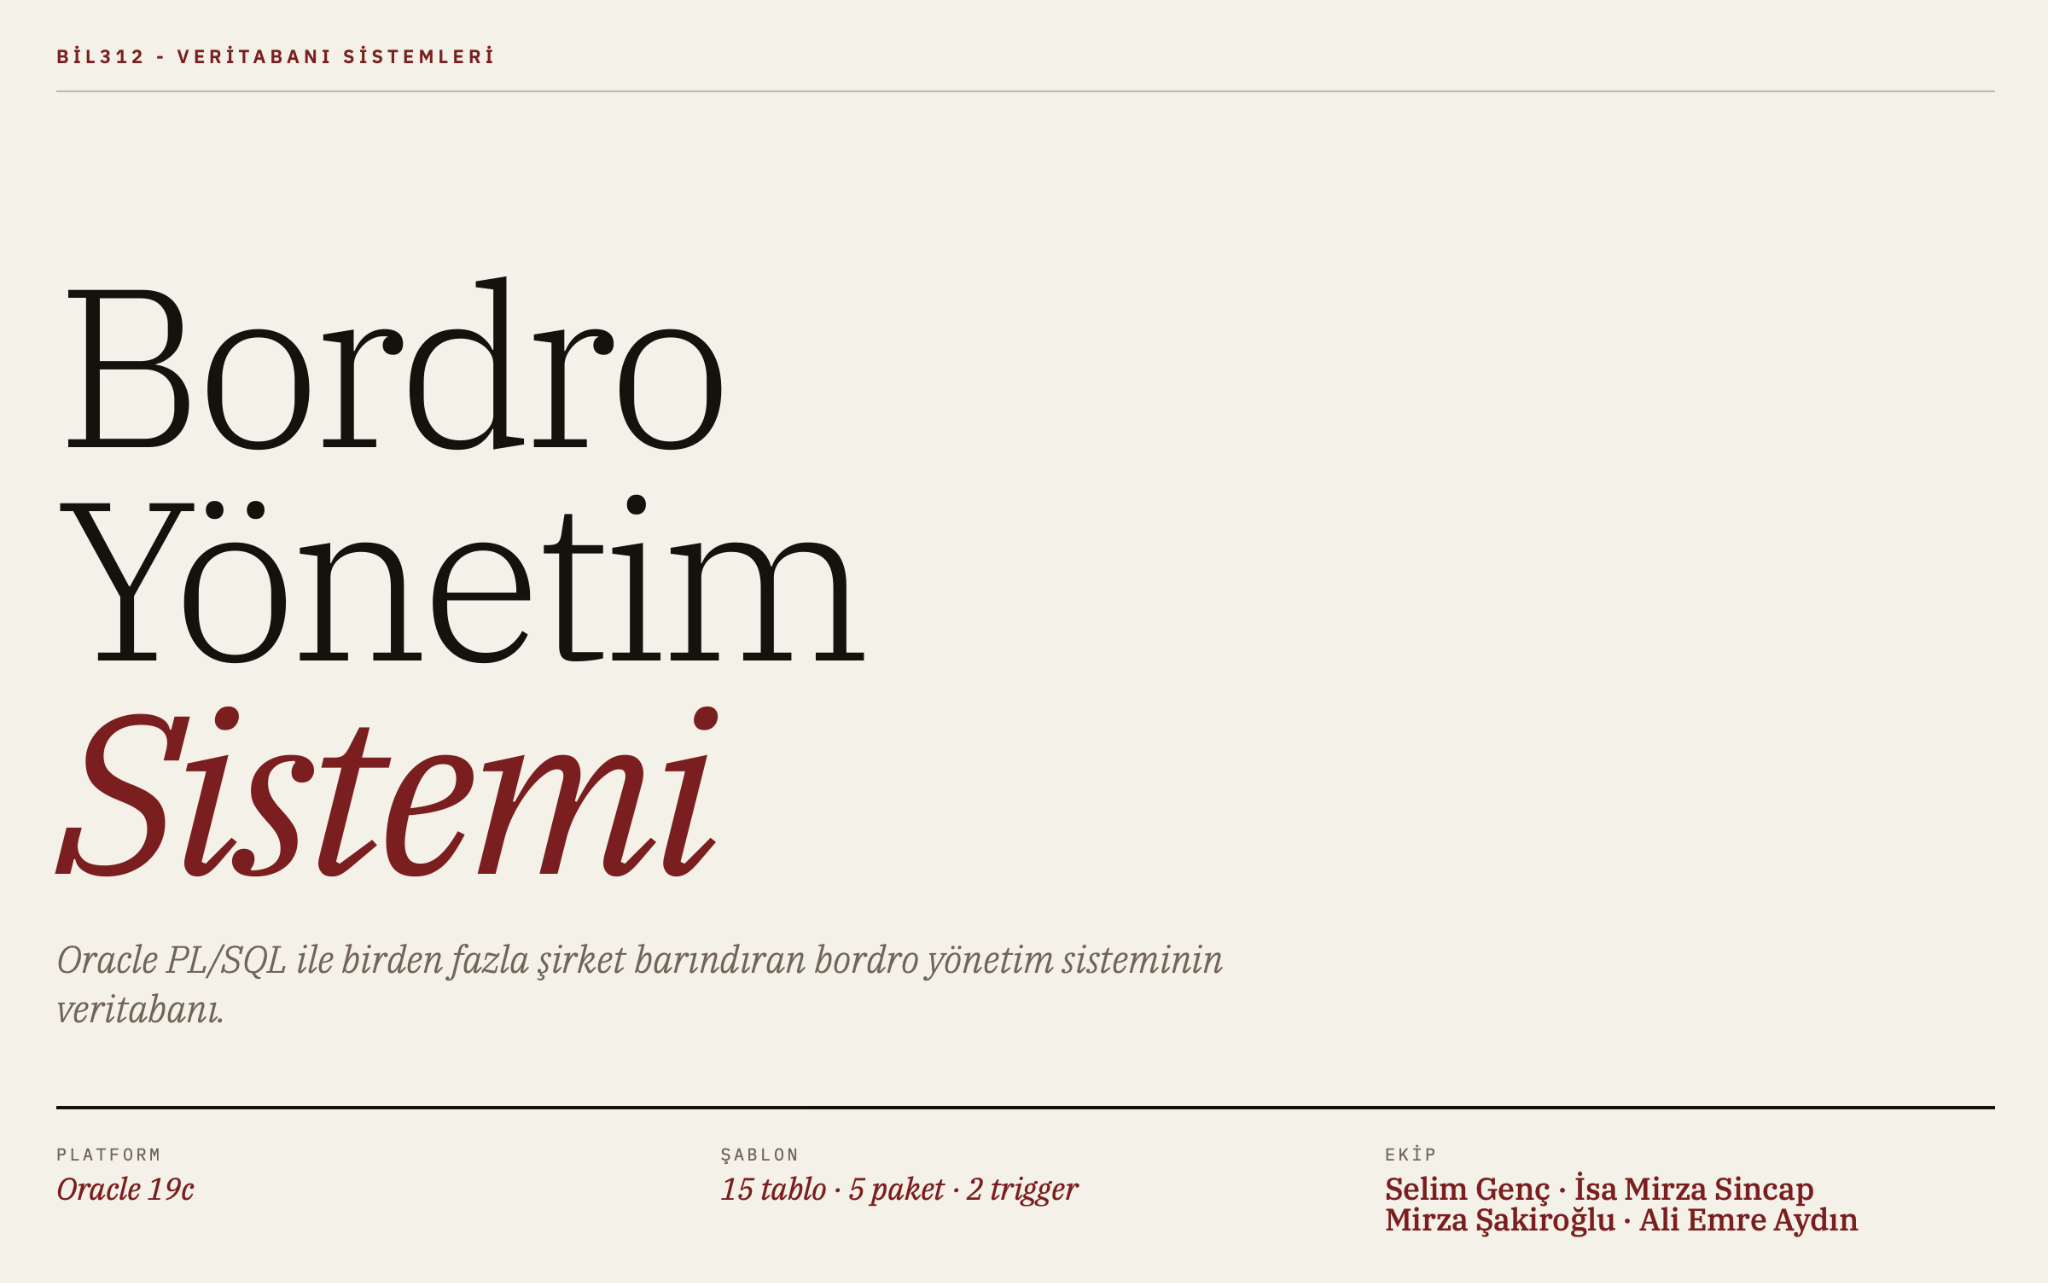 BİL312 - VERİTABANI SİSTEMLERİ
Bordro
Yönetim
Sistemi
Oracle PL/SQL ile birden fazla şirket barındıran bordro yönetim sisteminin
veritabanı.
PLATFORM
Oracle 19c
ŞABLON
15 tablo · 5 paket · 2 trigger
EKİP
Selim Genç · İsa Mirza Sincap
Mirza Şakiroğlu · Ali Emre Aydın